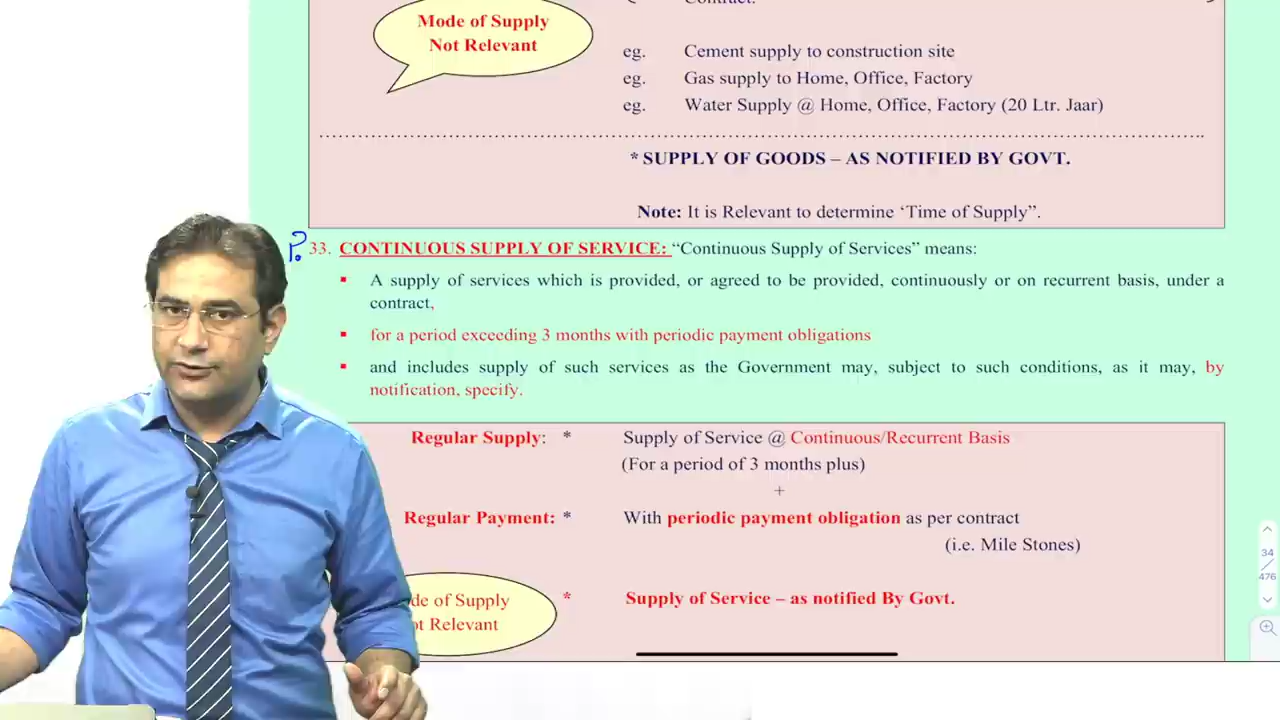 Contract.
Mode of Supply
Not Relevant
eg. Cement supply to construction site
eg. Gas supply to Home, Office, Factory
eg. Water Supply @ Home, Office, Factory (20 Ltr. Jaar)
* SUPPLY OF GOODS – AS NOTIFIED BY GOVT.
Note: It is Relevant to determine ‘Time of Supply”.
33. CONTINUOUS SUPPLY OF SERVICE: “Continuous Supply of Services” means:
▪ A supply of services which is provided, or agreed to be provided, continuously or on recurrent basis, under a
contract,
▪ for a period exceeding 3 months with periodic payment obligations
▪ and includes supply of such services as the Government may, subject to such conditions, as it may, by
notification, specify.
Regular Supply: * Supply of Service @ Continuous/Recurrent Basis
(For a period of 3 months plus)
+
Regular Payment: * With periodic payment obligation as per contract
(i.e. Mile Stones)
de of Supply
ot Relevant
* Supply of Service – as notified By Govt.
34
/
476